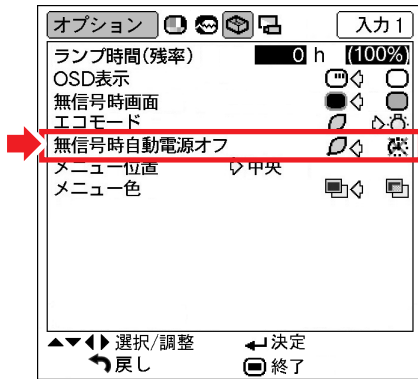 オプション 入力1
ランプ時間(残率) 0 h (100%)
OSD表示
無信号時画面
エコモード
無信号時自動電源オフ
メニュー位置 中央
メニュー色
選択/調整 決定
戻し 終了